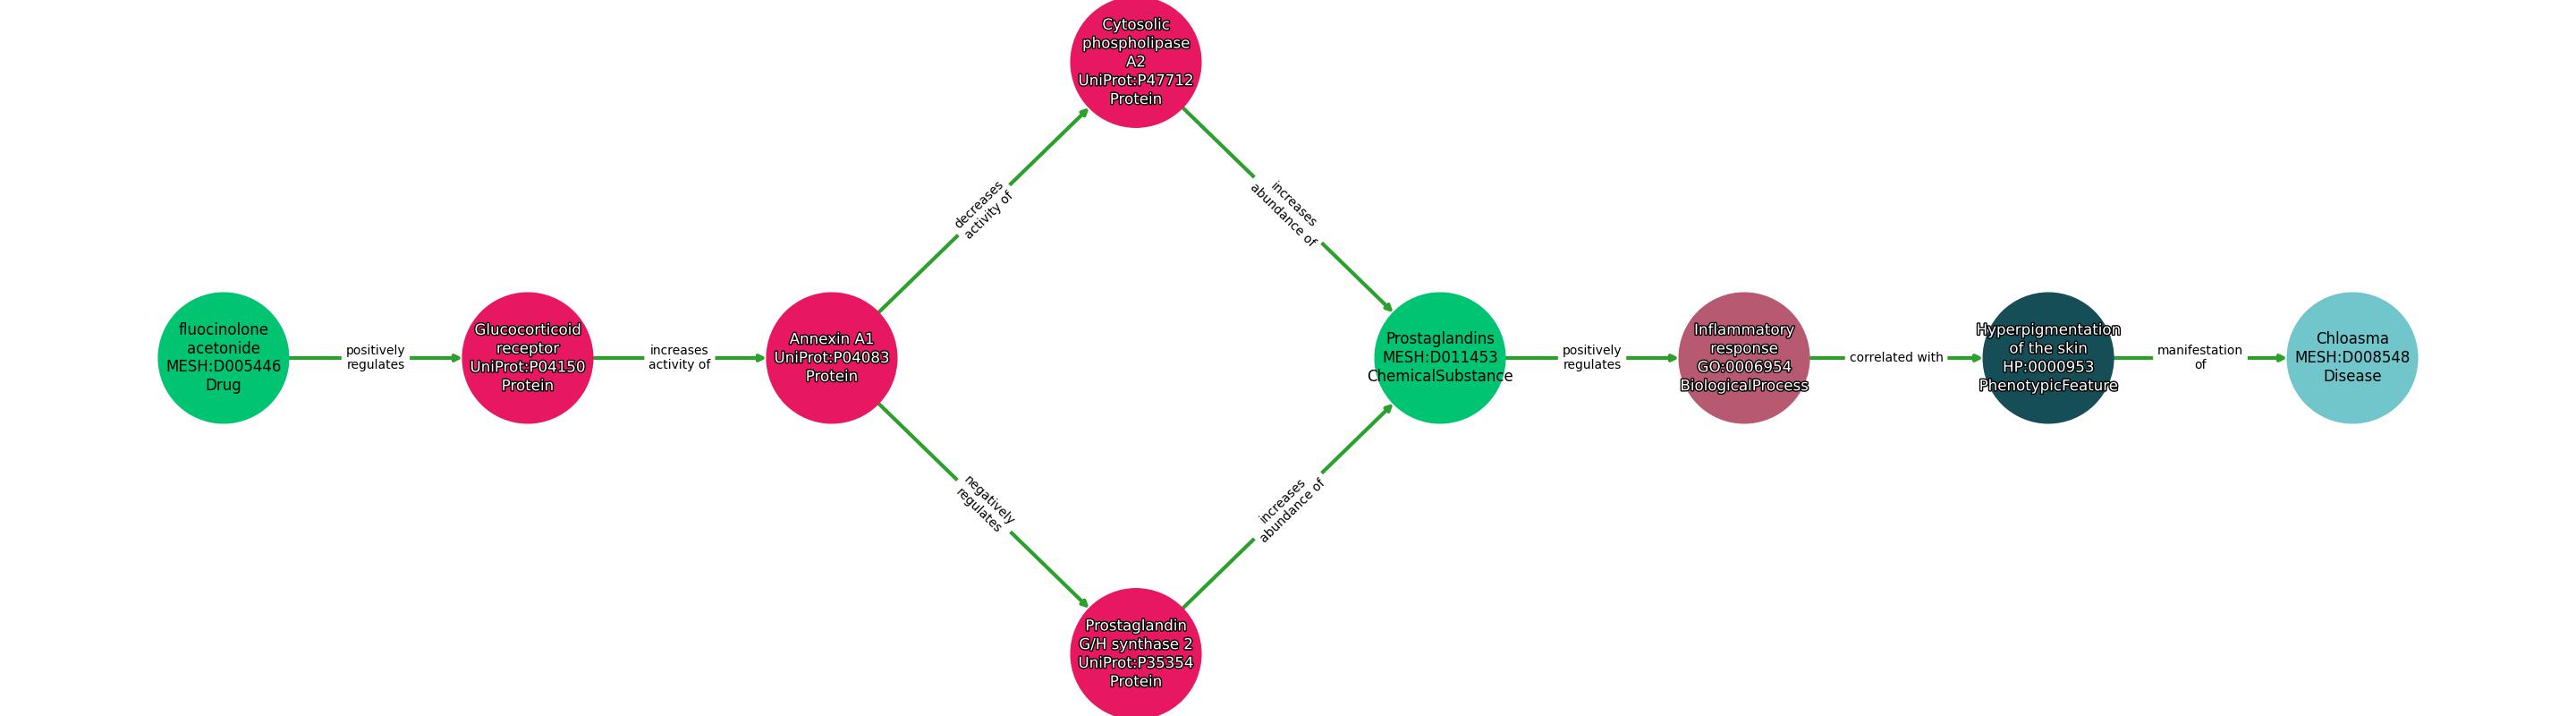 Cytosolic
phospholipase
A2
UniProt:P47712
Protein
decreases
activity of
increases
abundance of
fluocinolone
acetonide
MESH:D005446
Drug
positively
regulates
Glucocorticoid
receptor
UniProt:P04150
Protein
increases
activity of
Annexin A1
UniProt:P04083
Protein
Prostaglandins
MESH:D011453
ChemicalSubstance
positively
regulates
Inflammatory
response
GO:0006954
BiologicalProcess
correlated with
Hyperpigmentation
of the skin
HP:0000953
PhenotypicFeature
manifestation
of
Chloasma
MESH:D008548
Disease
negatively
regulates
increases
abundance of
Prostaglandin
G/H synthase 2
UniProt:P35354
Protein